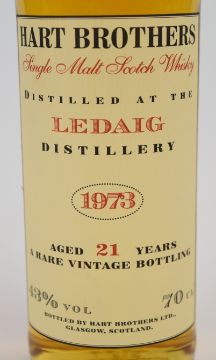 HART BROTHERS
Single Malt Scotch Whisky
DISTILLED AT THE
LEDAIG
DISTILLERY
1973
AGED 21 YEARS
A RARE VINTAGE BOTTLING
43% VOL 70 CL
BOTTLED BY HART BROTHERS LTD.,
GLASGOW, SCOTLAND.